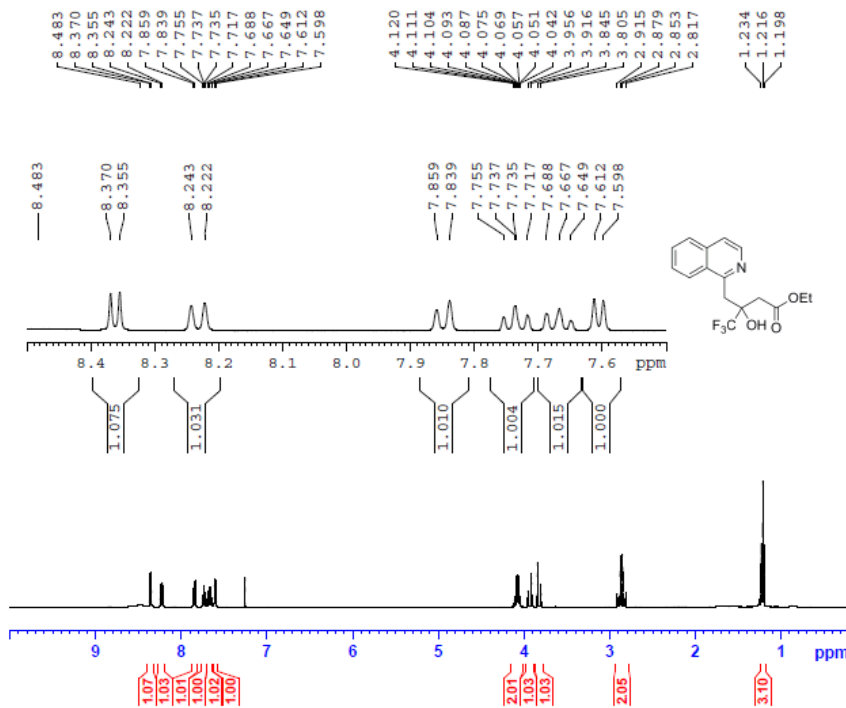 8.483 8.370 8.355 8.243 8.222 7.859 7.839 7.755 7.737 7.735 7.717 7.688 7.667 7.649 7.612 7.598 4.120 4.111 4.104 4.093 4.087 4.075 4.069 4.057 4.051 4.042 3.956 3.916 3.845 3.805 2.915 2.879 2.853 2.817 1.234 1.216 1.198
8.483 8.370 8.355 8.243 8.222 7.859 7.839 7.755 7.737 7.735 7.717 7.688 7.667 7.649 7.612 7.598
N
OEt
F3C OH O
8.4 8.3 8.2 8.1 8.0 7.9 7.8 7.7 7.6 ppm
1.075 1.031 1.010 1.004 1.015 1.000
9 8 7 6 5 4 3 2 1 ppm
1.07 1.03 1.01 1.00 1.02 1.00 2.01 1.03 1.03 2.05 3.10